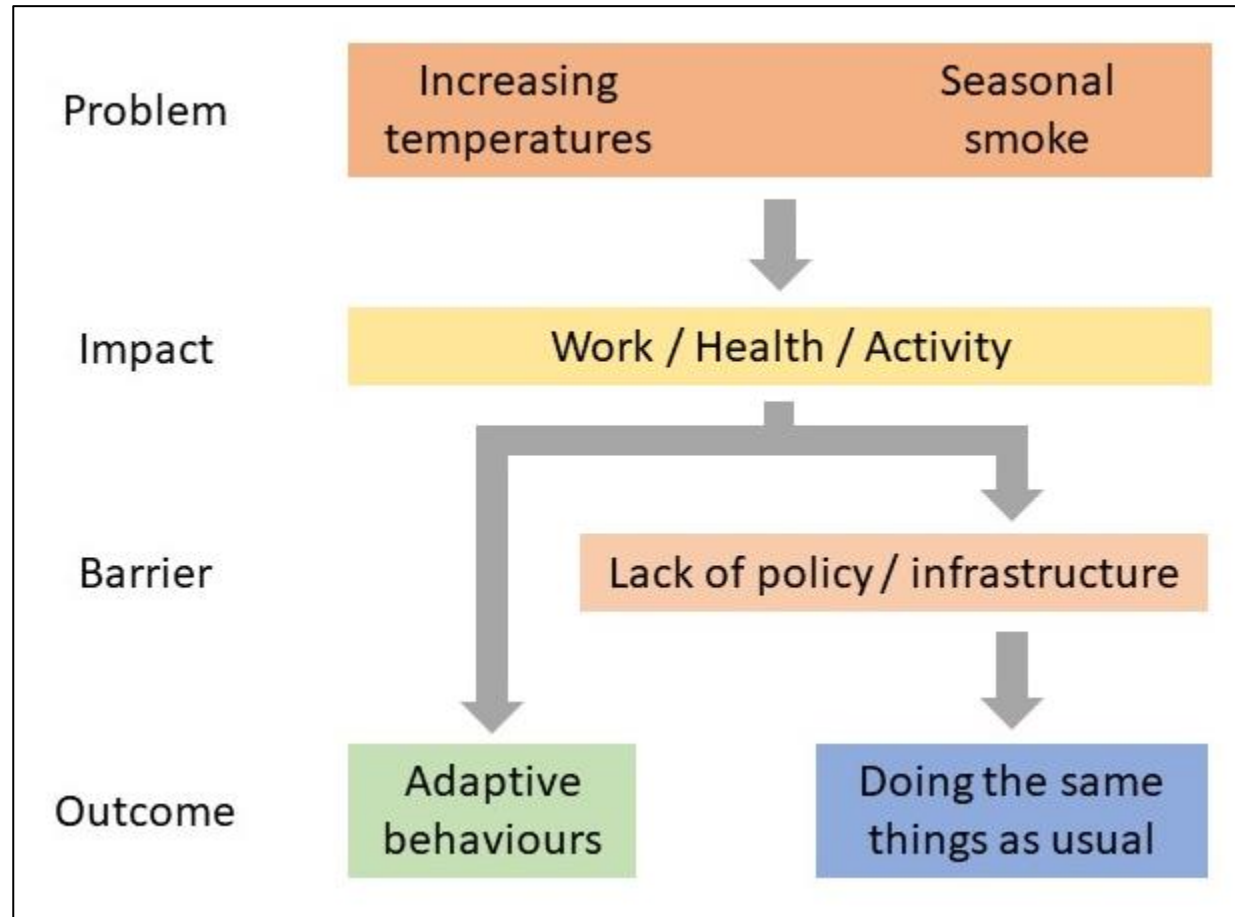 Problem
Increasing
temperatures
Seasonal
smoke
Impact
Work / Health / Activity
Barrier
Lack of policy / infrastructure
Outcome
Adaptive
behaviours
Doing the same
things as usual